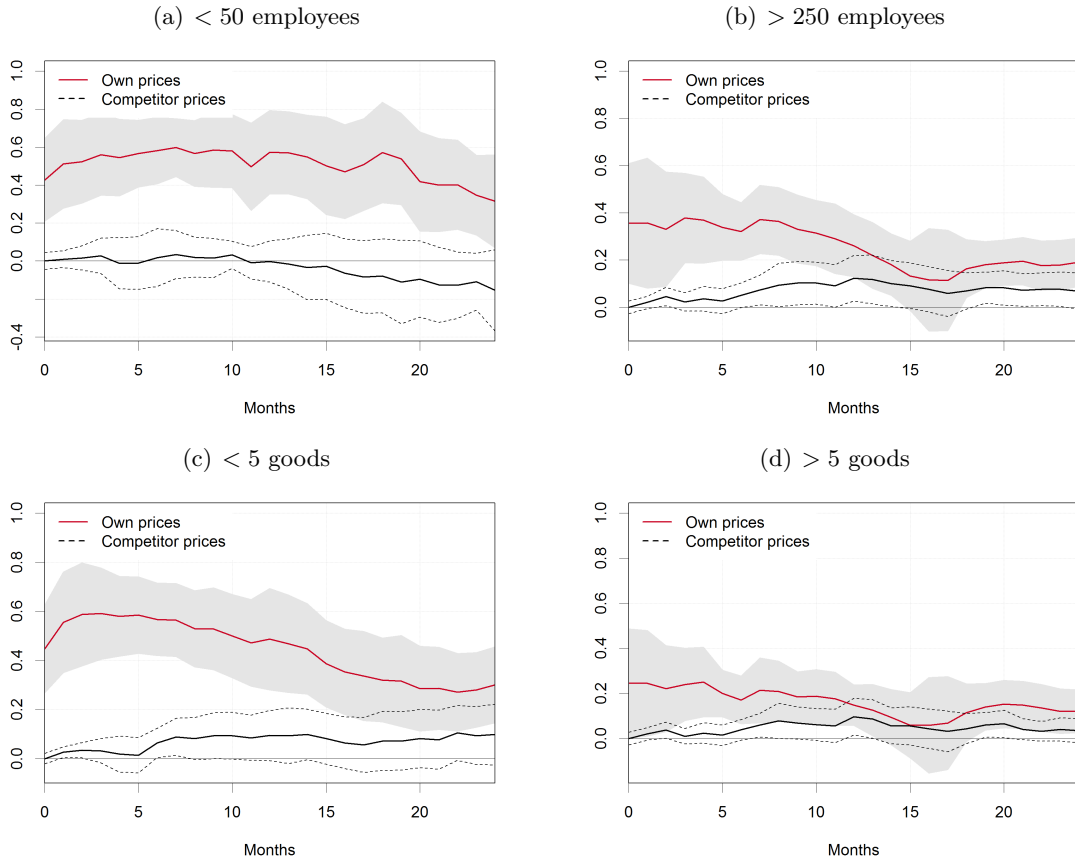 (a) < 50 employees
(b) > 250 employees
1.0
0.8
0.6
0.4
0.2
0.0
-0.4
Own prices
Competitor prices
0 5 10 15 20
Months
1.0
0.8
0.6
0.4
0.2
0.0
Own prices
Competitor prices
0 5 10 15 20
Months
(c) < 5 goods
(d) > 5 goods
1.0
0.8
0.6
0.4
0.2
0.0
Own prices
Competitor prices
0 5 10 15 20
Months
1.0
0.8
0.6
0.4
0.2
0.0
Own prices
Competitor prices
0 5 10 15 20
Months